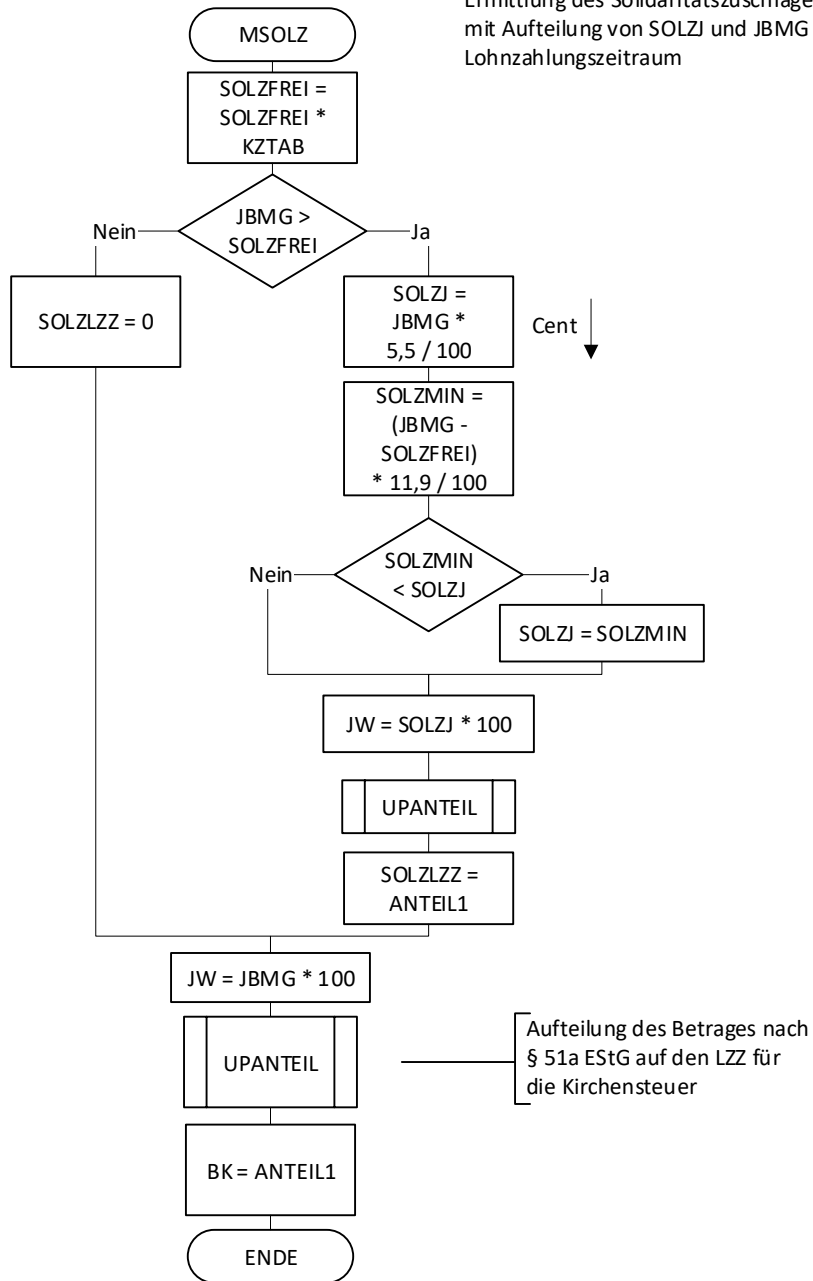 Ermittlung des Solidaritätszuschlage
mit Aufteilung von SOLZJ und JBMG
Lohnzahlungszeitraum
MSOLZ
SOLZFREI =
SOLZFREI *
KZTAB
JBMG >
SOLZFREI
Nein
Ja
SOLZLZZ = 0
SOLZJ =
JBMG *
5,5 / 100
Cent
SOLZMIN =
(JBMG -
SOLZFREI)
* 11,9 / 100
SOLZMIN
< SOLZJ
Nein
Ja
SOLZJ = SOLZMIN
JW = SOLZJ * 100
UPANTEIL
SOLZLZZ =
ANTEIL1
JW = JBMG * 100
UPANTEIL
Aufteilung des Betrages nach
§ 51a EStG auf den LZZ für
die Kirchensteuer
BK = ANTEIL1
ENDE